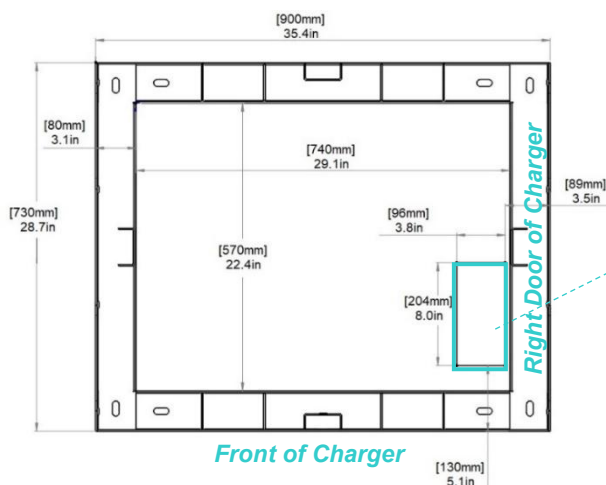 [900mm]
35.4in
[80mm]
3.1in
[740mm]
29.1in
[89mm]
3.5in
[730mm]
28.7in
[96mm]
3.8in
[570mm]
22.4in
[204mm]
8.0in
Right Door of Charger
Front of Charger
[130mm]
5.1in